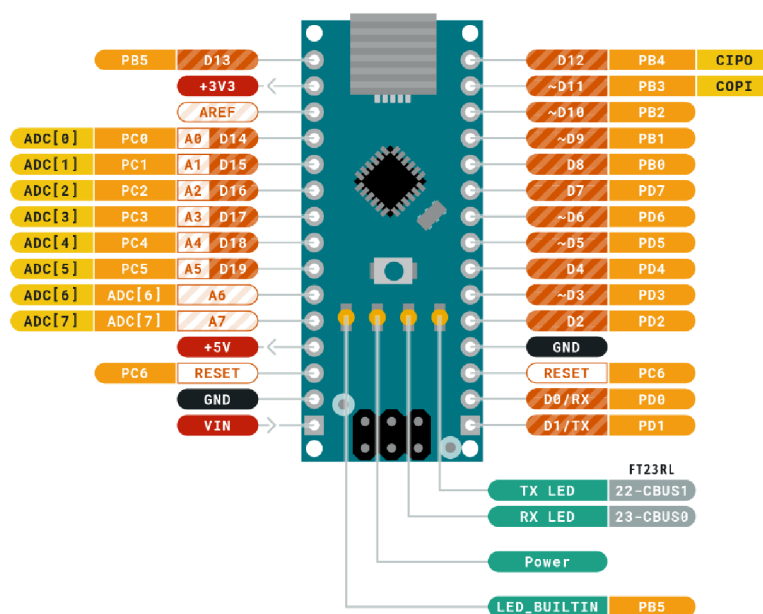 PB5 D13 D12 PB4 CIPO
+3V3 ~D11 PB3 COPI
AREF ~D10 PB2
ADC[0] PC0 A0 D14 ~D9 PB1
ADC[1] PC1 A1 D15 D8 PB0
ADC[2] PC2 A2 D16 D7 PD7
ADC[3] PC3 A3 D17 ~D6 PD6
ADC[4] PC4 A4 D18 ~D5 PD5
ADC[5] PC5 A5 D19 D4 PD4
ADC[6] ADC[6] A6 ~D3 PD3
ADC[7] ADC[7] A7 D2 PD2
+5V GND
PC6 RESET RESET PC6
GND D0/RX PD0
VIN D1/TX PD1
FT23RL
TX LED 22-CBUS1
RX LED 23-CBUS0
Power
LED_BUILTIN PB5